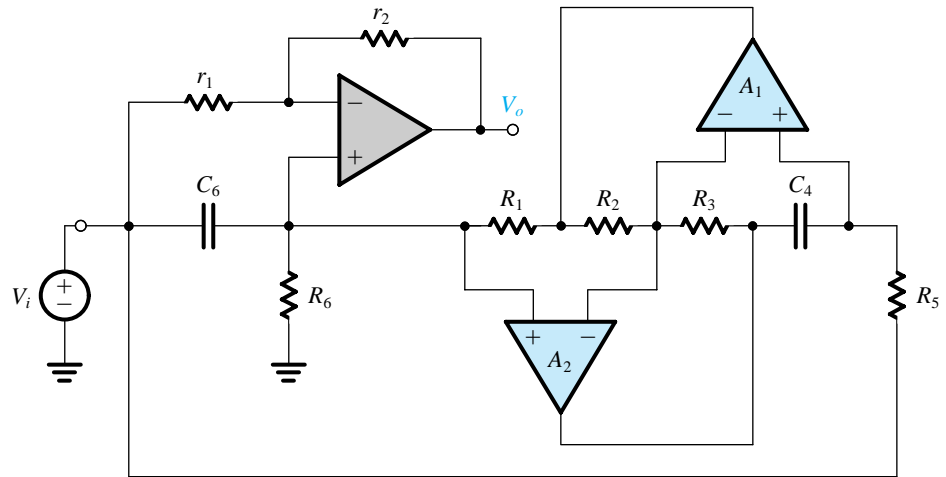 r₂
r₁
−
+
Vₒ
A₁
−
+
C₆
R₁
R₂
R₃
C₄
Vᵢ
+
−
R₆
R₅
+
−
A₂